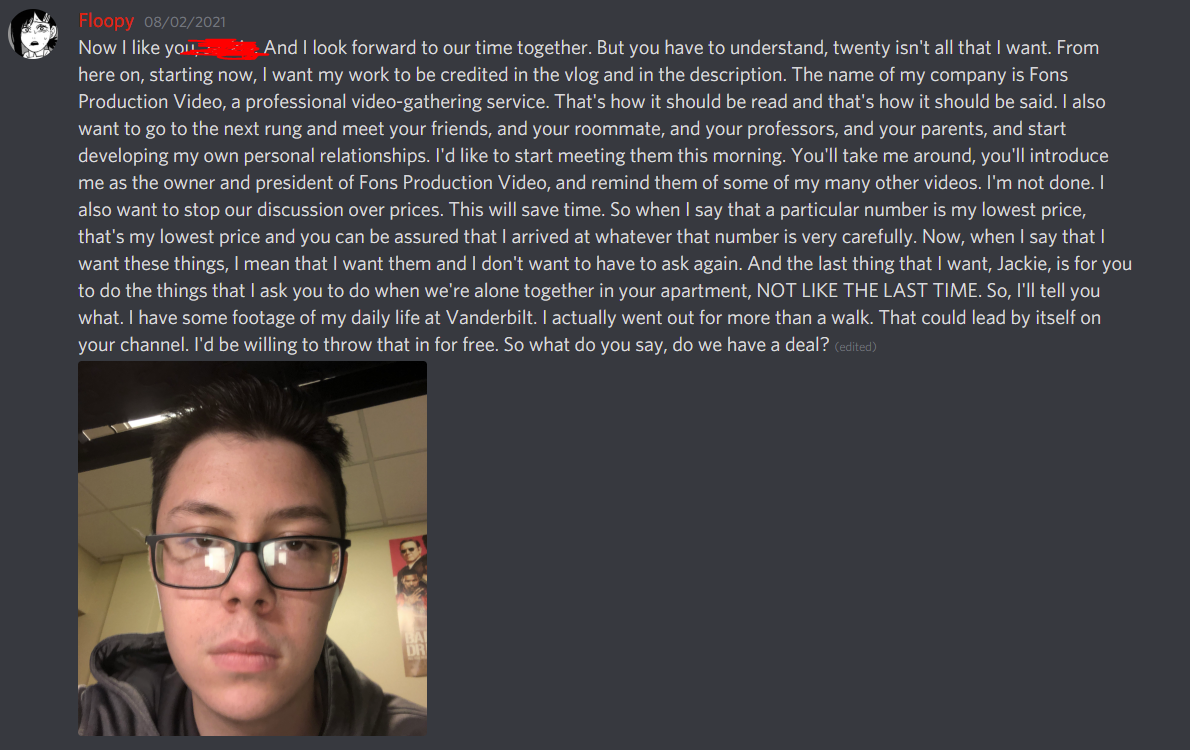 Floopy 08/02/2021
Now I like you, And I look forward to our time together. But you have to understand, twenty isn't all that I want. From
here on, starting now, I want my work to be credited in the vlog and in the description. The name of my company is Fons
Production Video, a professional video-gathering service. That's how it should be read and that's how it should be said. I also
want to go to the next rung and meet your friends, and your roommate, and your professors, and your parents, and start
developing my own personal relationships. I'd like to start meeting them this morning. You'll take me around, you'll introduce
me as the owner and president of Fons Production Video, and remind them of some of my many other videos. I'm not done. I
also want to stop our discussion over prices. This will save time. So when I say that a particular number is my lowest price,
that's my lowest price and you can be assured that I arrived at whatever that number is very carefully. Now, when I say that I
want these things, I mean that I want them and I don't want to have to ask again. And the last thing that I want, Jackie, is for you
to do the things that I ask you to do when we're alone together in your apartment, NOT LIKE THE LAST TIME. So, I'll tell you
what. I have some footage of my daily life at Vanderbilt. I actually went out for more than a walk. That could lead by itself on
your channel. I'd be willing to throw that in for free. So what do you say, do we have a deal? (edited)